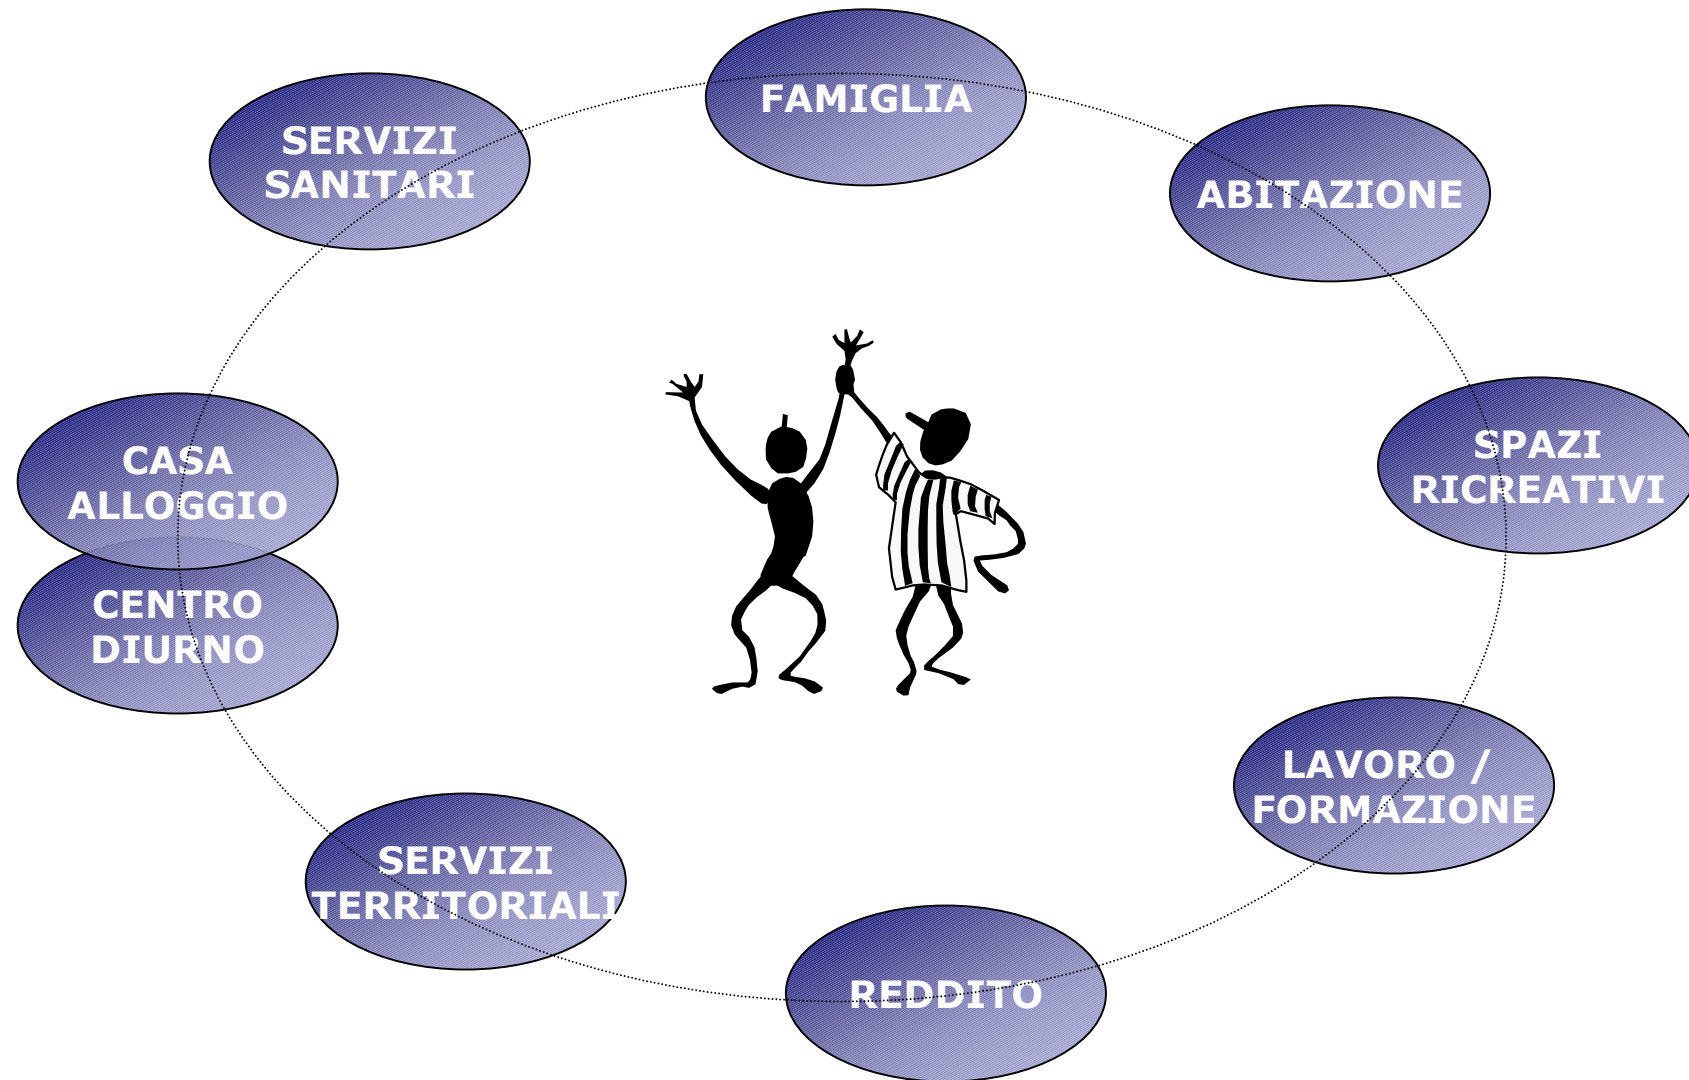 FAMIGLIA
SERVIZI
SANITARI
ABITAZIONE
CASA
ALLOGGIO
SPAZI
RICREATIVI
CENTRO
DIURNO
LAVORO /
FORMAZIONE
SERVIZI
TERRITORIALI
REDDITO